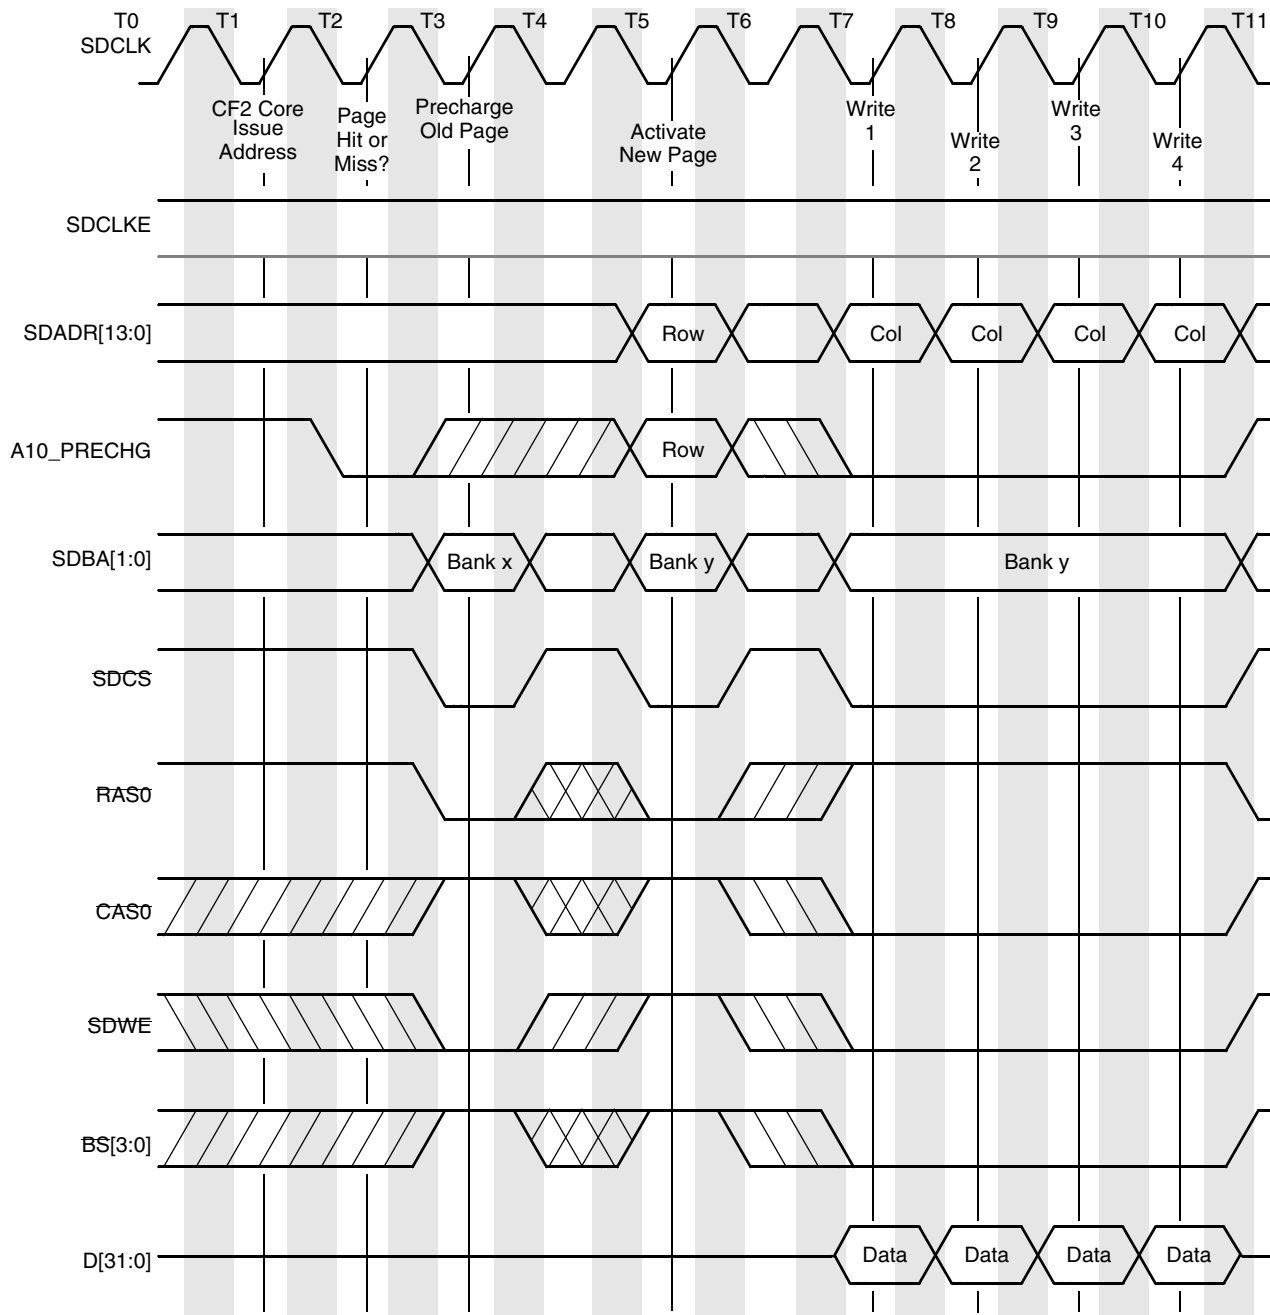 T0 T1 T2 T3 T4 T5 T6 T7 T8 T9 T10 T11
SDCLK
CF2 Core
Issue
Address
Page
Hit or
Miss?
Precharge
Old Page
Activate
New Page
Write
1
Write
2
Write
3
Write
4
SDCLKE
SDADR[13:0] Row Col Col Col Col
A10_PRECHG Row
SDBA[1:0] Bank x Bank y Bank y
SDCS
RAS0
CAS0
SDWE
BS[3:0]
D[31:0] Data Data Data Data